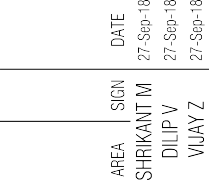 AREA SIGN DATE
SHRIKANT M 27-Sep-18
DILIP V 27-Sep-18
VIJAY Z 27-Sep-18